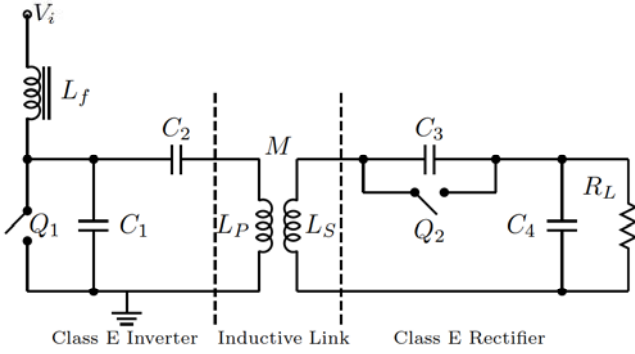 V_i
L_f
C_2
M
C_3
R_L
Q_1
C_1
L_P
L_S
Q_2
C_4
Class E Inverter
Inductive Link
Class E Rectifier